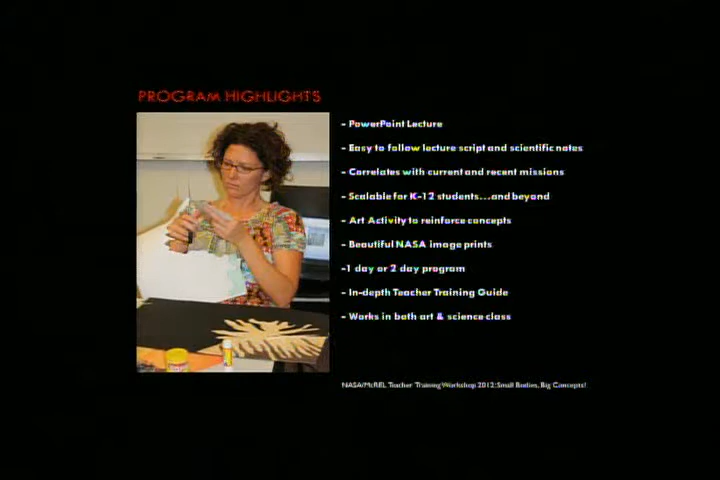 PROGRAM HIGHLIGHTS
- PowerPoint Lecture
- Easy to follow lecture script and scientific notes
- Correlates with current and recent missions
- Scalable for K-12 students...and beyond
- Art Activity to reinforce concepts
- Beautiful NASA image prints
-1 day or 2 day program
- In-depth Teacher Training Guide
- Works in both art & science class
NASA/McREL Teacher Training Workshop 2012: Small Bodies, Big Concepts!